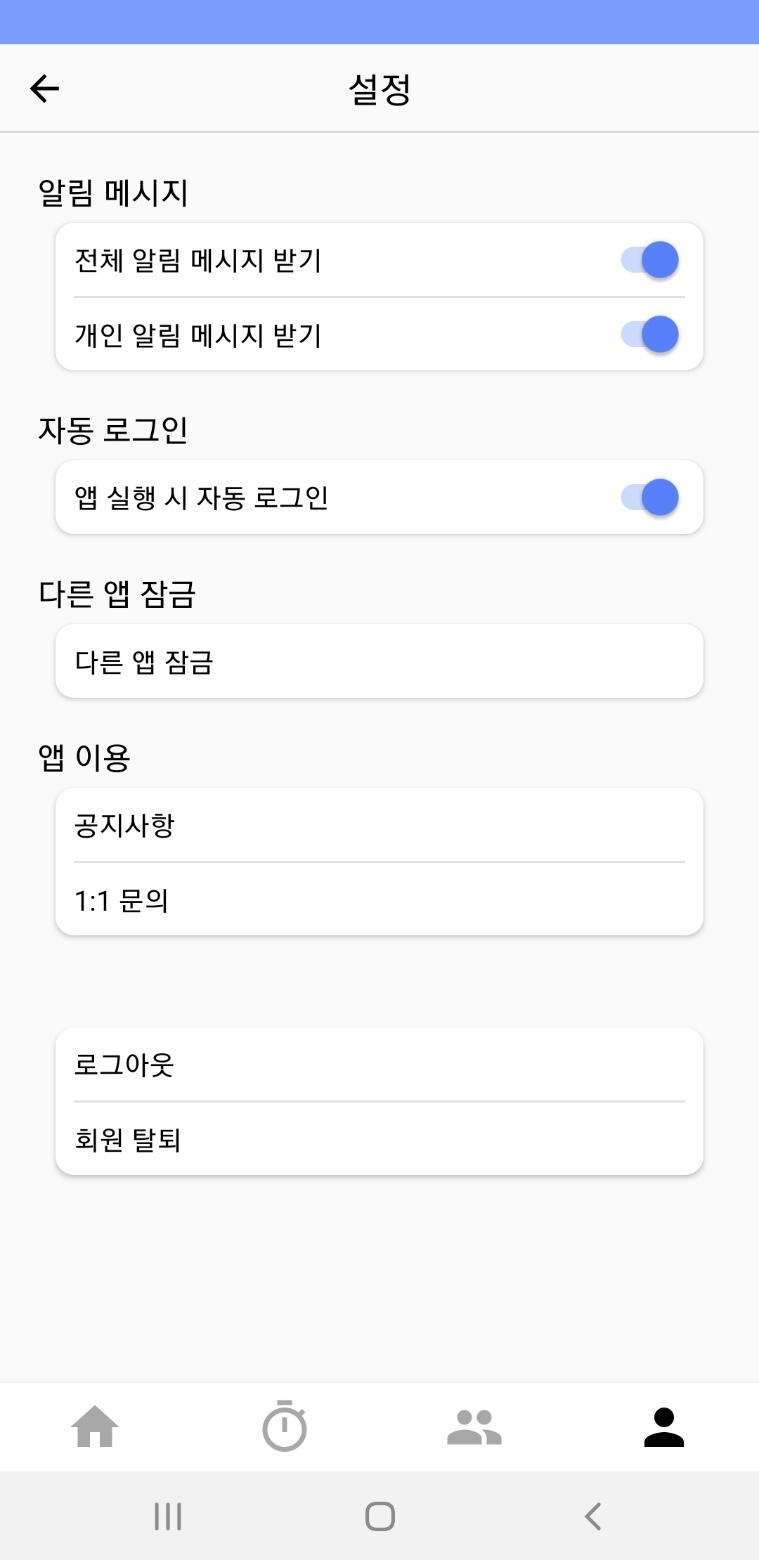 설정
알림 메시지
전체 알림 메시지 받기
개인 알림 메시지 받기
자동 로그인
앱 실행 시 자동 로그인
다른 앱 잠금
다른 앱 잠금
앱 이용
공지사항
1:1 문의
로그아웃
회원 탈퇴